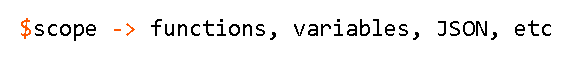 $scope -> functions, variables, JSON, etc